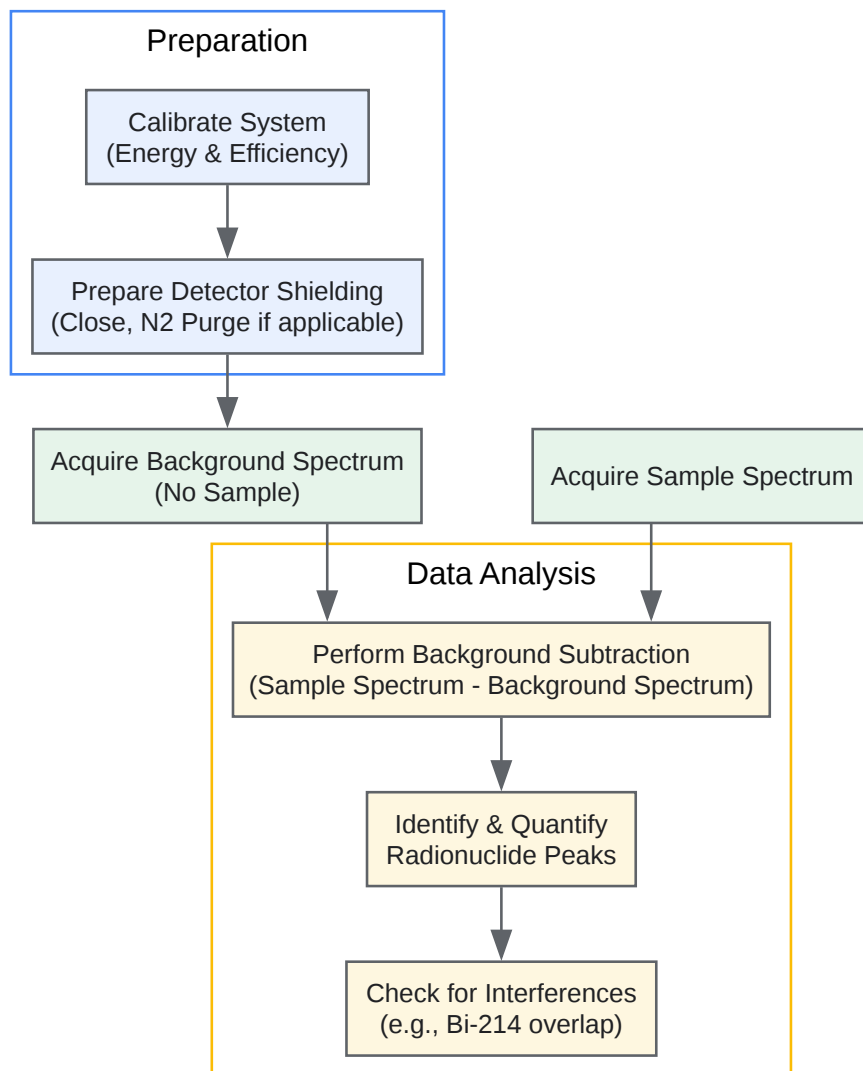 Preparation
Calibrate System
(Energy & Efficiency)
Prepare Detector Shielding
(Close, N2 Purge if applicable)
Acquire Background Spectrum
(No Sample)
Acquire Sample Spectrum
Data Analysis
Perform Background Subtraction
(Sample Spectrum - Background Spectrum)
Identify & Quantify
Radionuclide Peaks
Check for Interferences
(e.g., Bi-214 overlap)